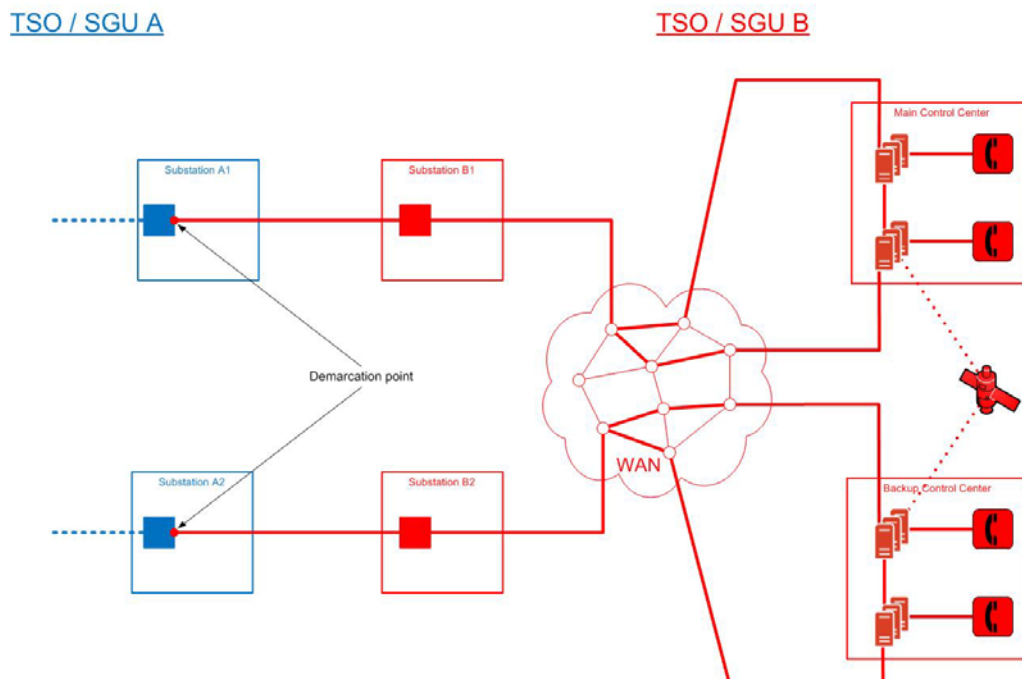 TSO / SGU A
TSO / SGU B
Main Control Center
Substation A1
Substation B1
Demarcation point
WAN
Substation A2
Substation B2
Backup Control Center